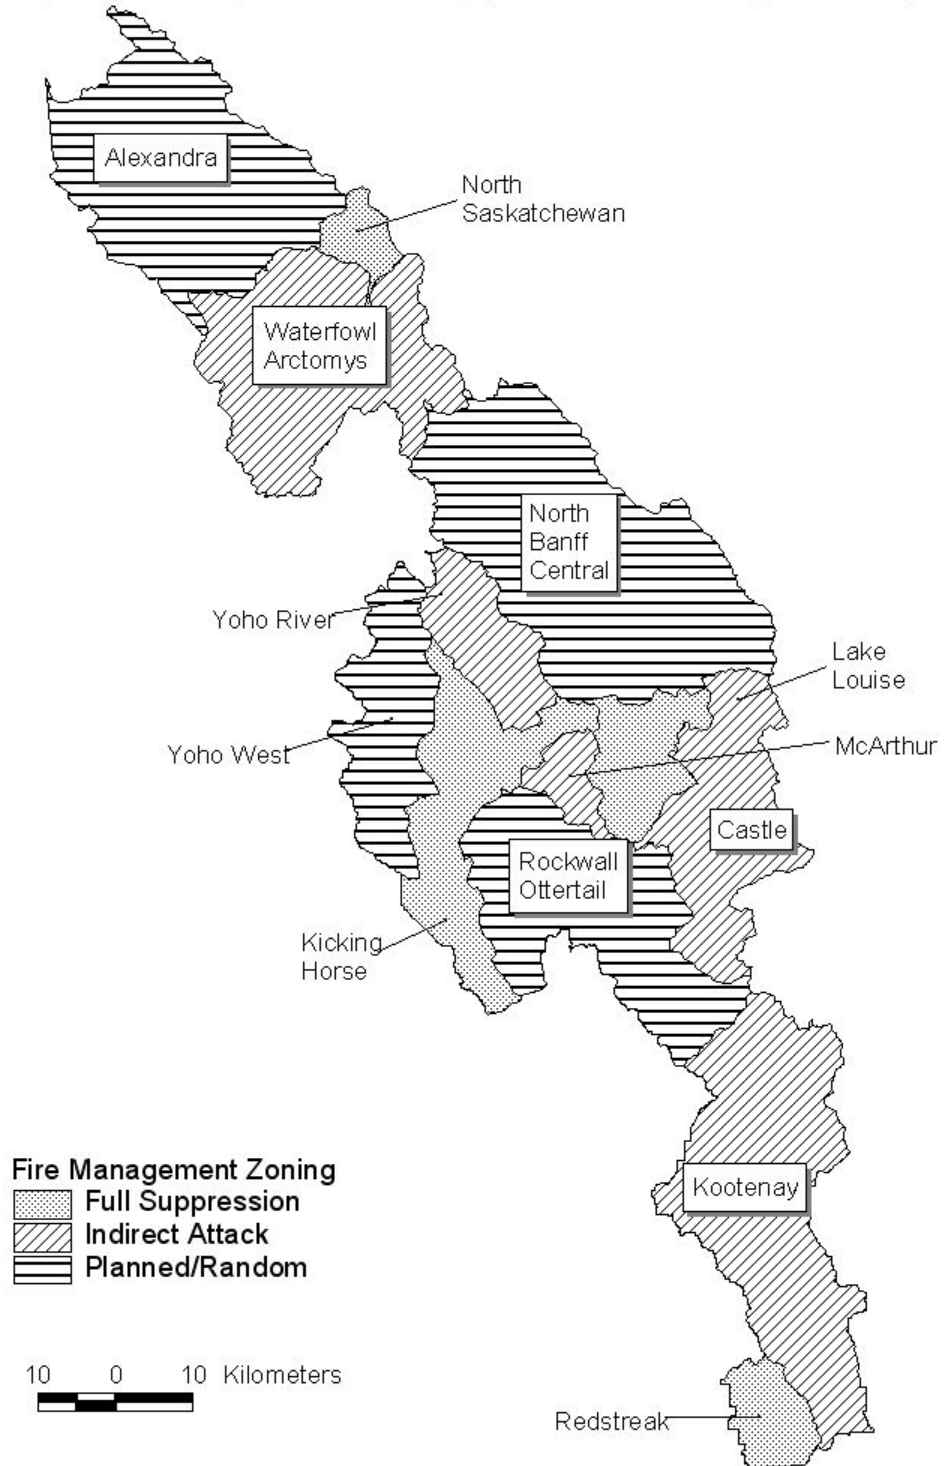 Alexandra
North
Saskatchewan
Waterfowl
Arctomys
North
Banff
Central
Yoho River
Lake
Louise
Yoho West
McArthur
Castle
Rockwall
Ottertail
Kicking
Horse
Fire Management Zoning
Full Suppression
Indirect Attack
Planned/Random
Kootenay
10 0 10 Kilometers
Redstreak